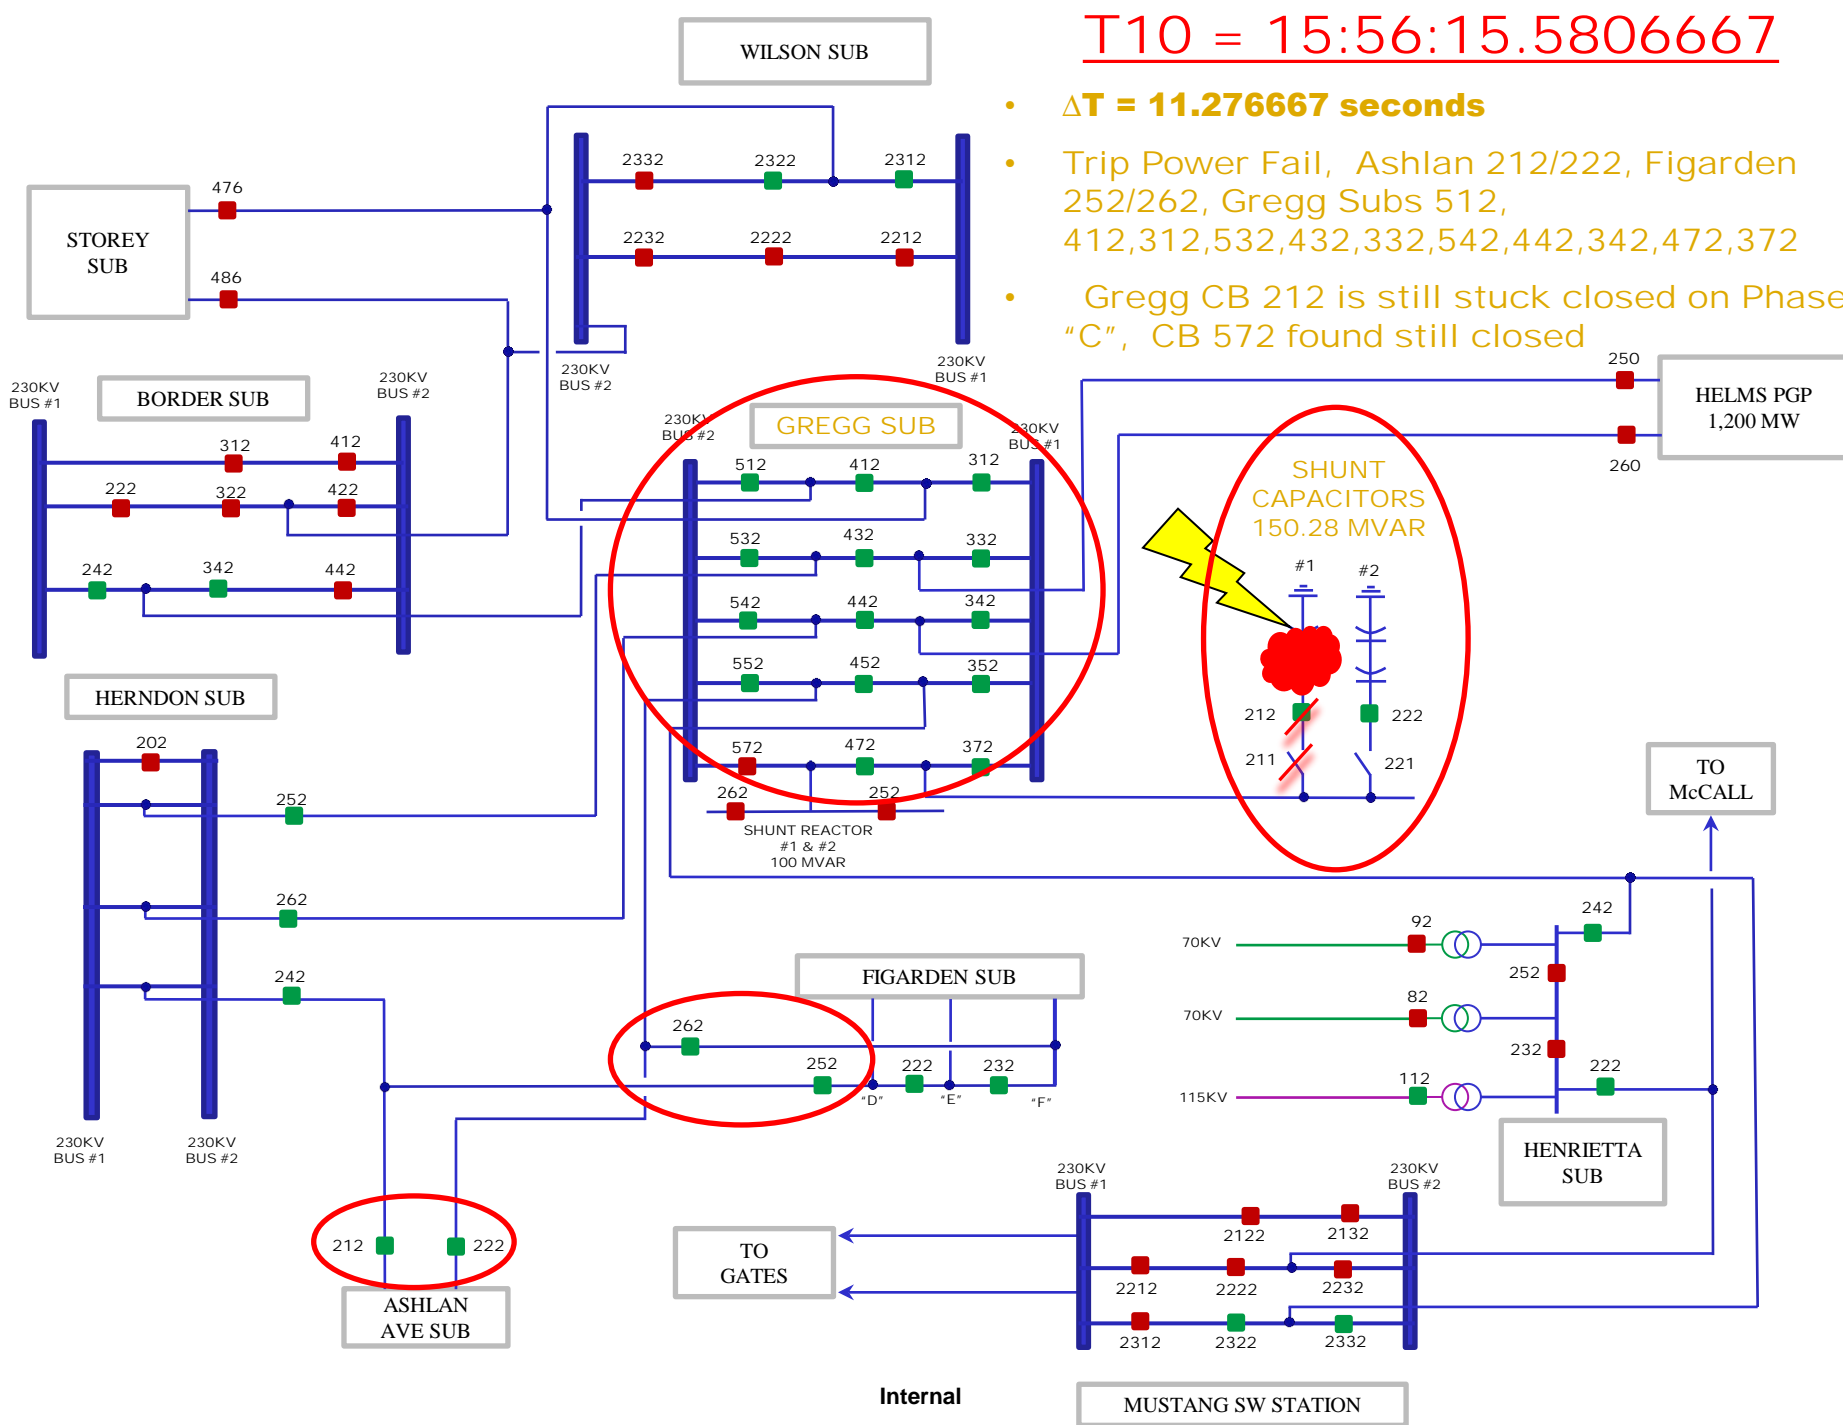 T10 = 15:56:15.5806667
• ΔT = 11.276667 seconds
• Trip Power Fail, Ashlan 212/222, Figarden
252/262, Gregg Subs 512,
412,312,532,432,332,542,442,342,472,372
• Gregg CB 212 is still stuck closed on Phase
“C”, CB 572 found still closed
WILSON SUB
2332 2322 2312
2232 2222 2212
230KV
BUS #2
230KV
BUS #1
STOREY
SUB
476
486
BORDER SUB
230KV
BUS #1
230KV
BUS #2
312 412
222 322 422
242 342 442
GREGG SUB
230KV
BUS #2
230KV
BUS #1
512 412 312
532 432 332
542 442 342
552 452 352
572 472 372
262 252
SHUNT REACTOR
#1 & #2
100 MVAR
250
260
HELMS PGP
1,200 MW
SHUNT
CAPACITORS
150.28 MVAR
#1 #2
212 222
211 221
HERNDON SUB
202
252
262
242
230KV
BUS #1
230KV
BUS #2
FIGARDEN SUB
262
252 222 232
“D” “E” “F”
212 222
ASHLAN
AVE SUB
TO
McCALL
242
70KV 92
252
70KV 82
232
115KV 112
222
HENRIETTA
SUB
230KV
BUS #1
230KV
BUS #2
2122 2132
2212 2222 2232
2312 2322 2332
TO
GATES
MUSTANG SW STATION
Internal